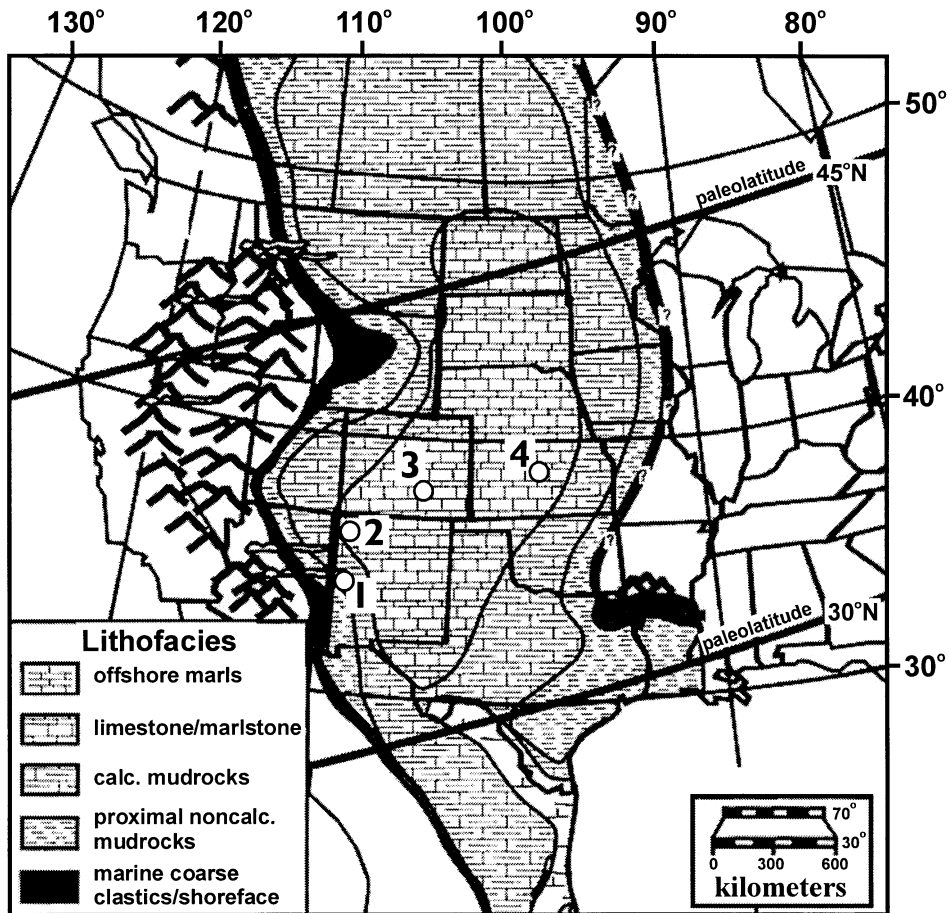 130° 120° 110° 100° 90° 80°
50°
45°N
paleolatitude
40°
3
4
2
1
30°N
paleolatitude
30°
?
?
?
?
?
?
Lithofacies
offshore marls
limestone/marlstone
calc. mudrocks
proximal noncalc.
mudrocks
marine coarse
clastics/shoreface
70°
30°
0 300 600
kilometers